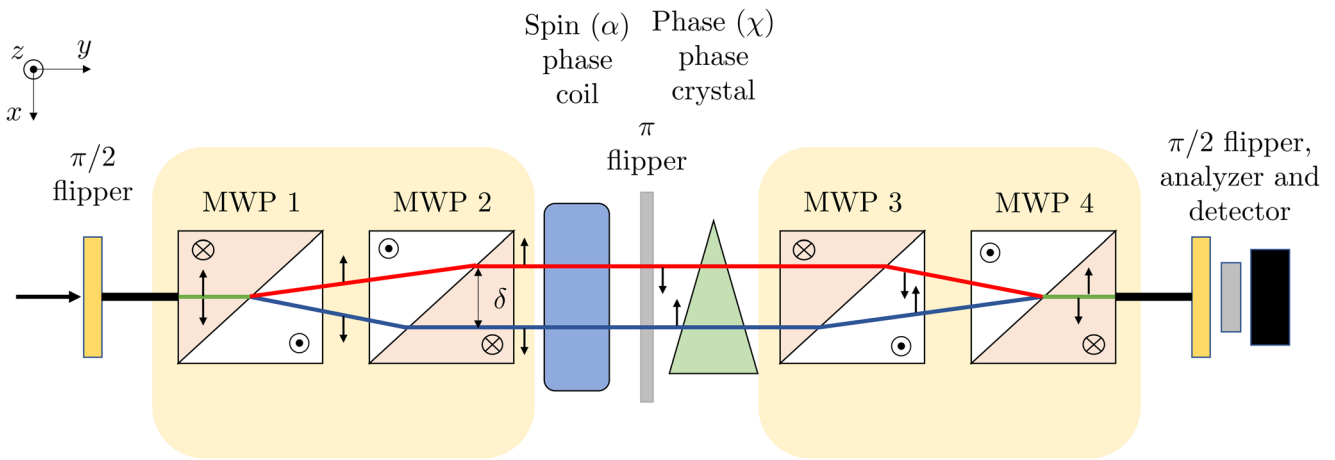 Spin (α)
phase
coil
Phase (χ)
phase
crystal
z
y
x
π
flipper
π/2
flipper
π/2 flipper,
analyzer and
detector
MWP 1
MWP 2
MWP 3
MWP 4
δ